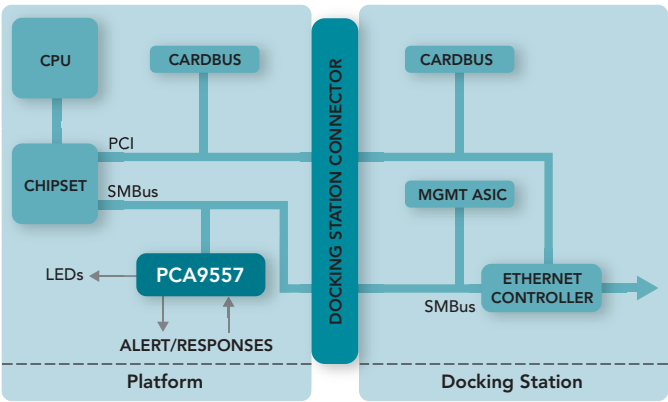 CPU
CARDBUS
CARDBUS
PCI
CHIPSET
SMBus
MGMT ASIC
DOCKING STATION CONNECTOR
LEDs
PCA9557
ETHERNET
CONTROLLER
SMBus
ALERT/RESPONSES
Platform
Docking Station